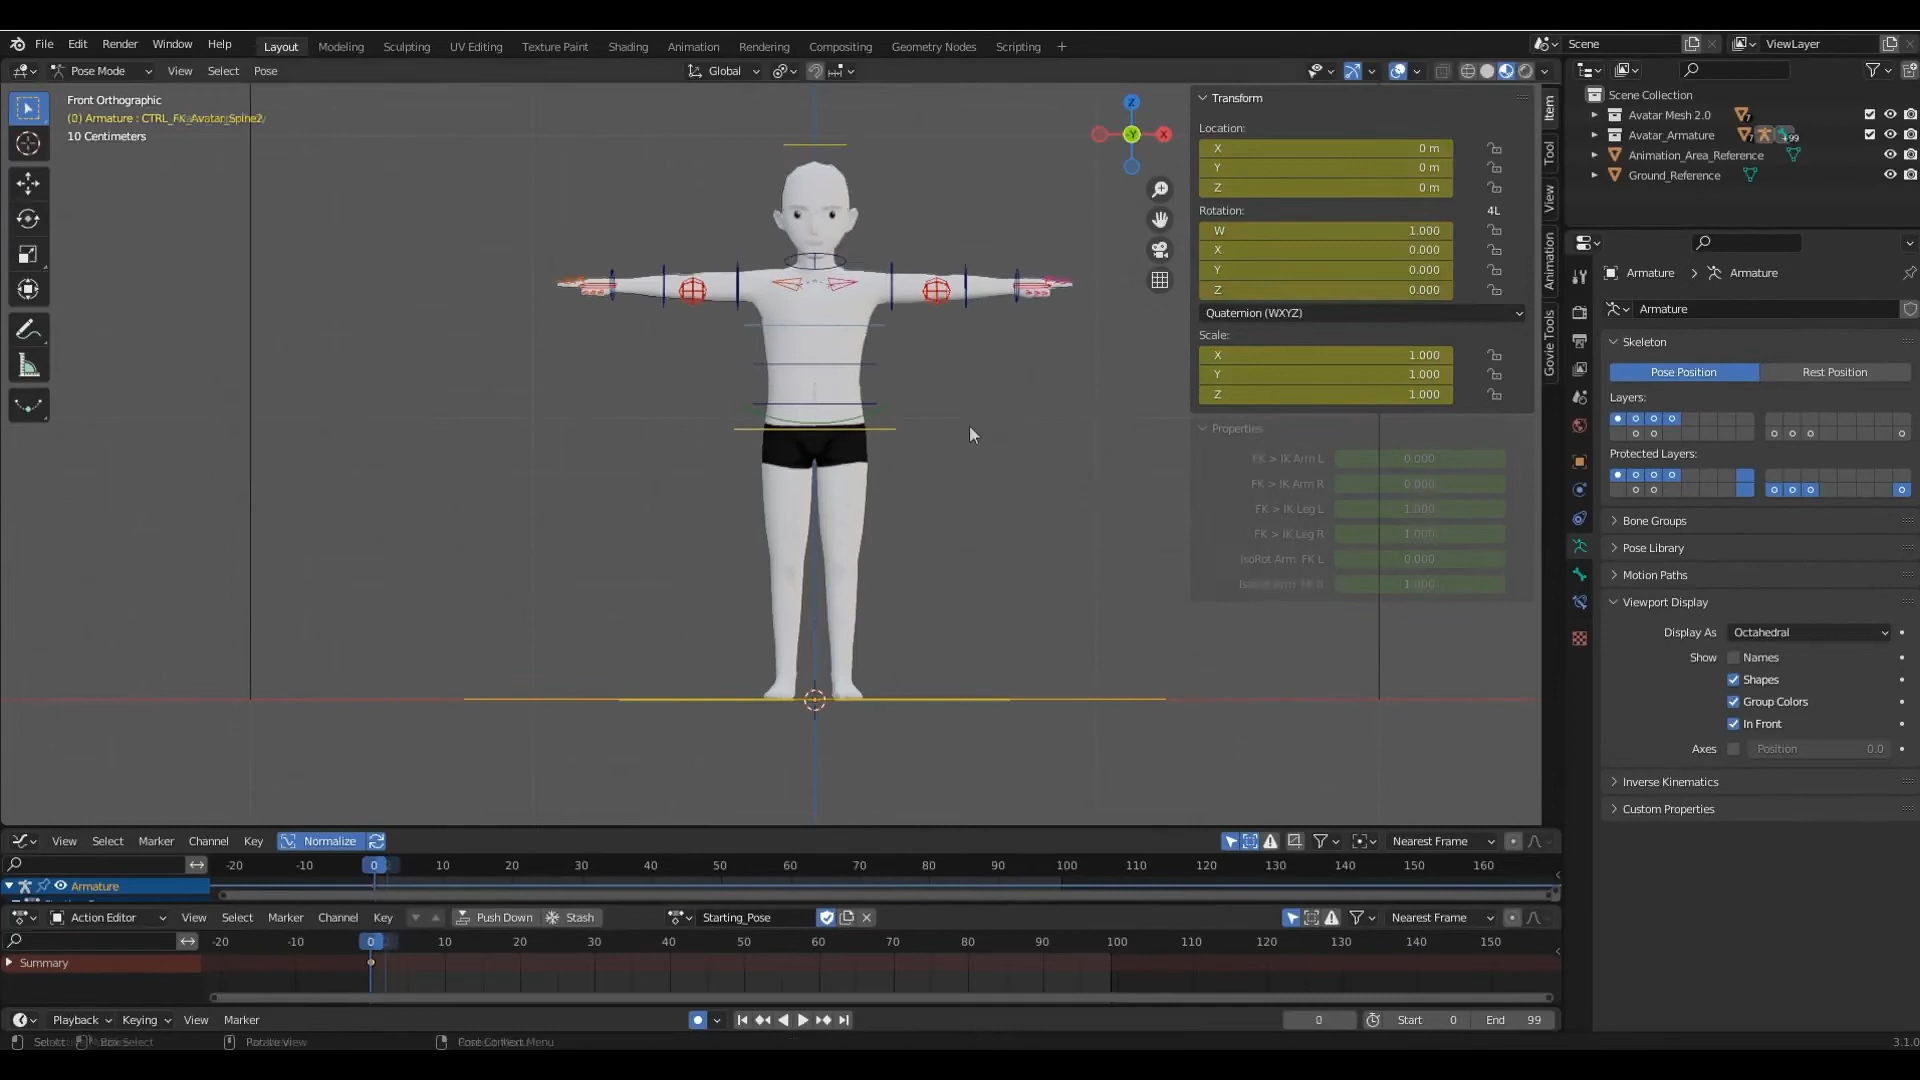 File Edit Render Window Help Layout Modeling Sculpting UV Editing Texture Paint Shading Animation Rendering Compositing Geometry Nodes Scripting + Scene ViewLayer
Pose Mode View Select Pose Global
Front Orthographic
(0) Armature : CTRL_FK_Avatar_Spine2
10 Centimeters
Z
Y
X
Transform
Location:
X 0 m
Y 0 m
Z 0 m
Rotation: 4L
W 1.000
X 0.000
Y 0.000
Z 0.000
Quaternion (WXYZ)
Scale:
X 1.000
Y 1.000
Z 1.000
Properties
FK > IK Arm L 0.000
FK > IK Arm R 0.000
FK > IK Leg L 1.000
FK > IK Leg R 1.000
IsoRot Arm FK L 0.000
Item
Tool
View
Animation
Govie Tools
Scene Collection
Avatar Mesh 2.0 7
Avatar_Armature 7 +99
Animation_Area_Reference
Ground_Reference
Armature > Armature
Armature
Skeleton
Pose Position Rest Position
Layers:
Protected Layers:
Bone Groups
Pose Library
Motion Paths
Viewport Display
Display As Octahedral
Show Names
Shapes
Group Colors
In Front
Axes Position 0.0
Inverse Kinematics
Custom Properties
View Select Marker Channel Key Normalize Nearest Frame
-20 -10 0 10 20 30 40 50 60 70 80 90 100 110 120 130 140 150 160
Armature
Action Editor View Select Marker Channel Key Push Down Stash Starting_Pose Nearest Frame
-20 -10 0 10 20 30 40 50 60 70 80 90 100 110 120 130 140 150
Summary
Playback Keying View Marker 0 Start 0 End 99
3.1.0